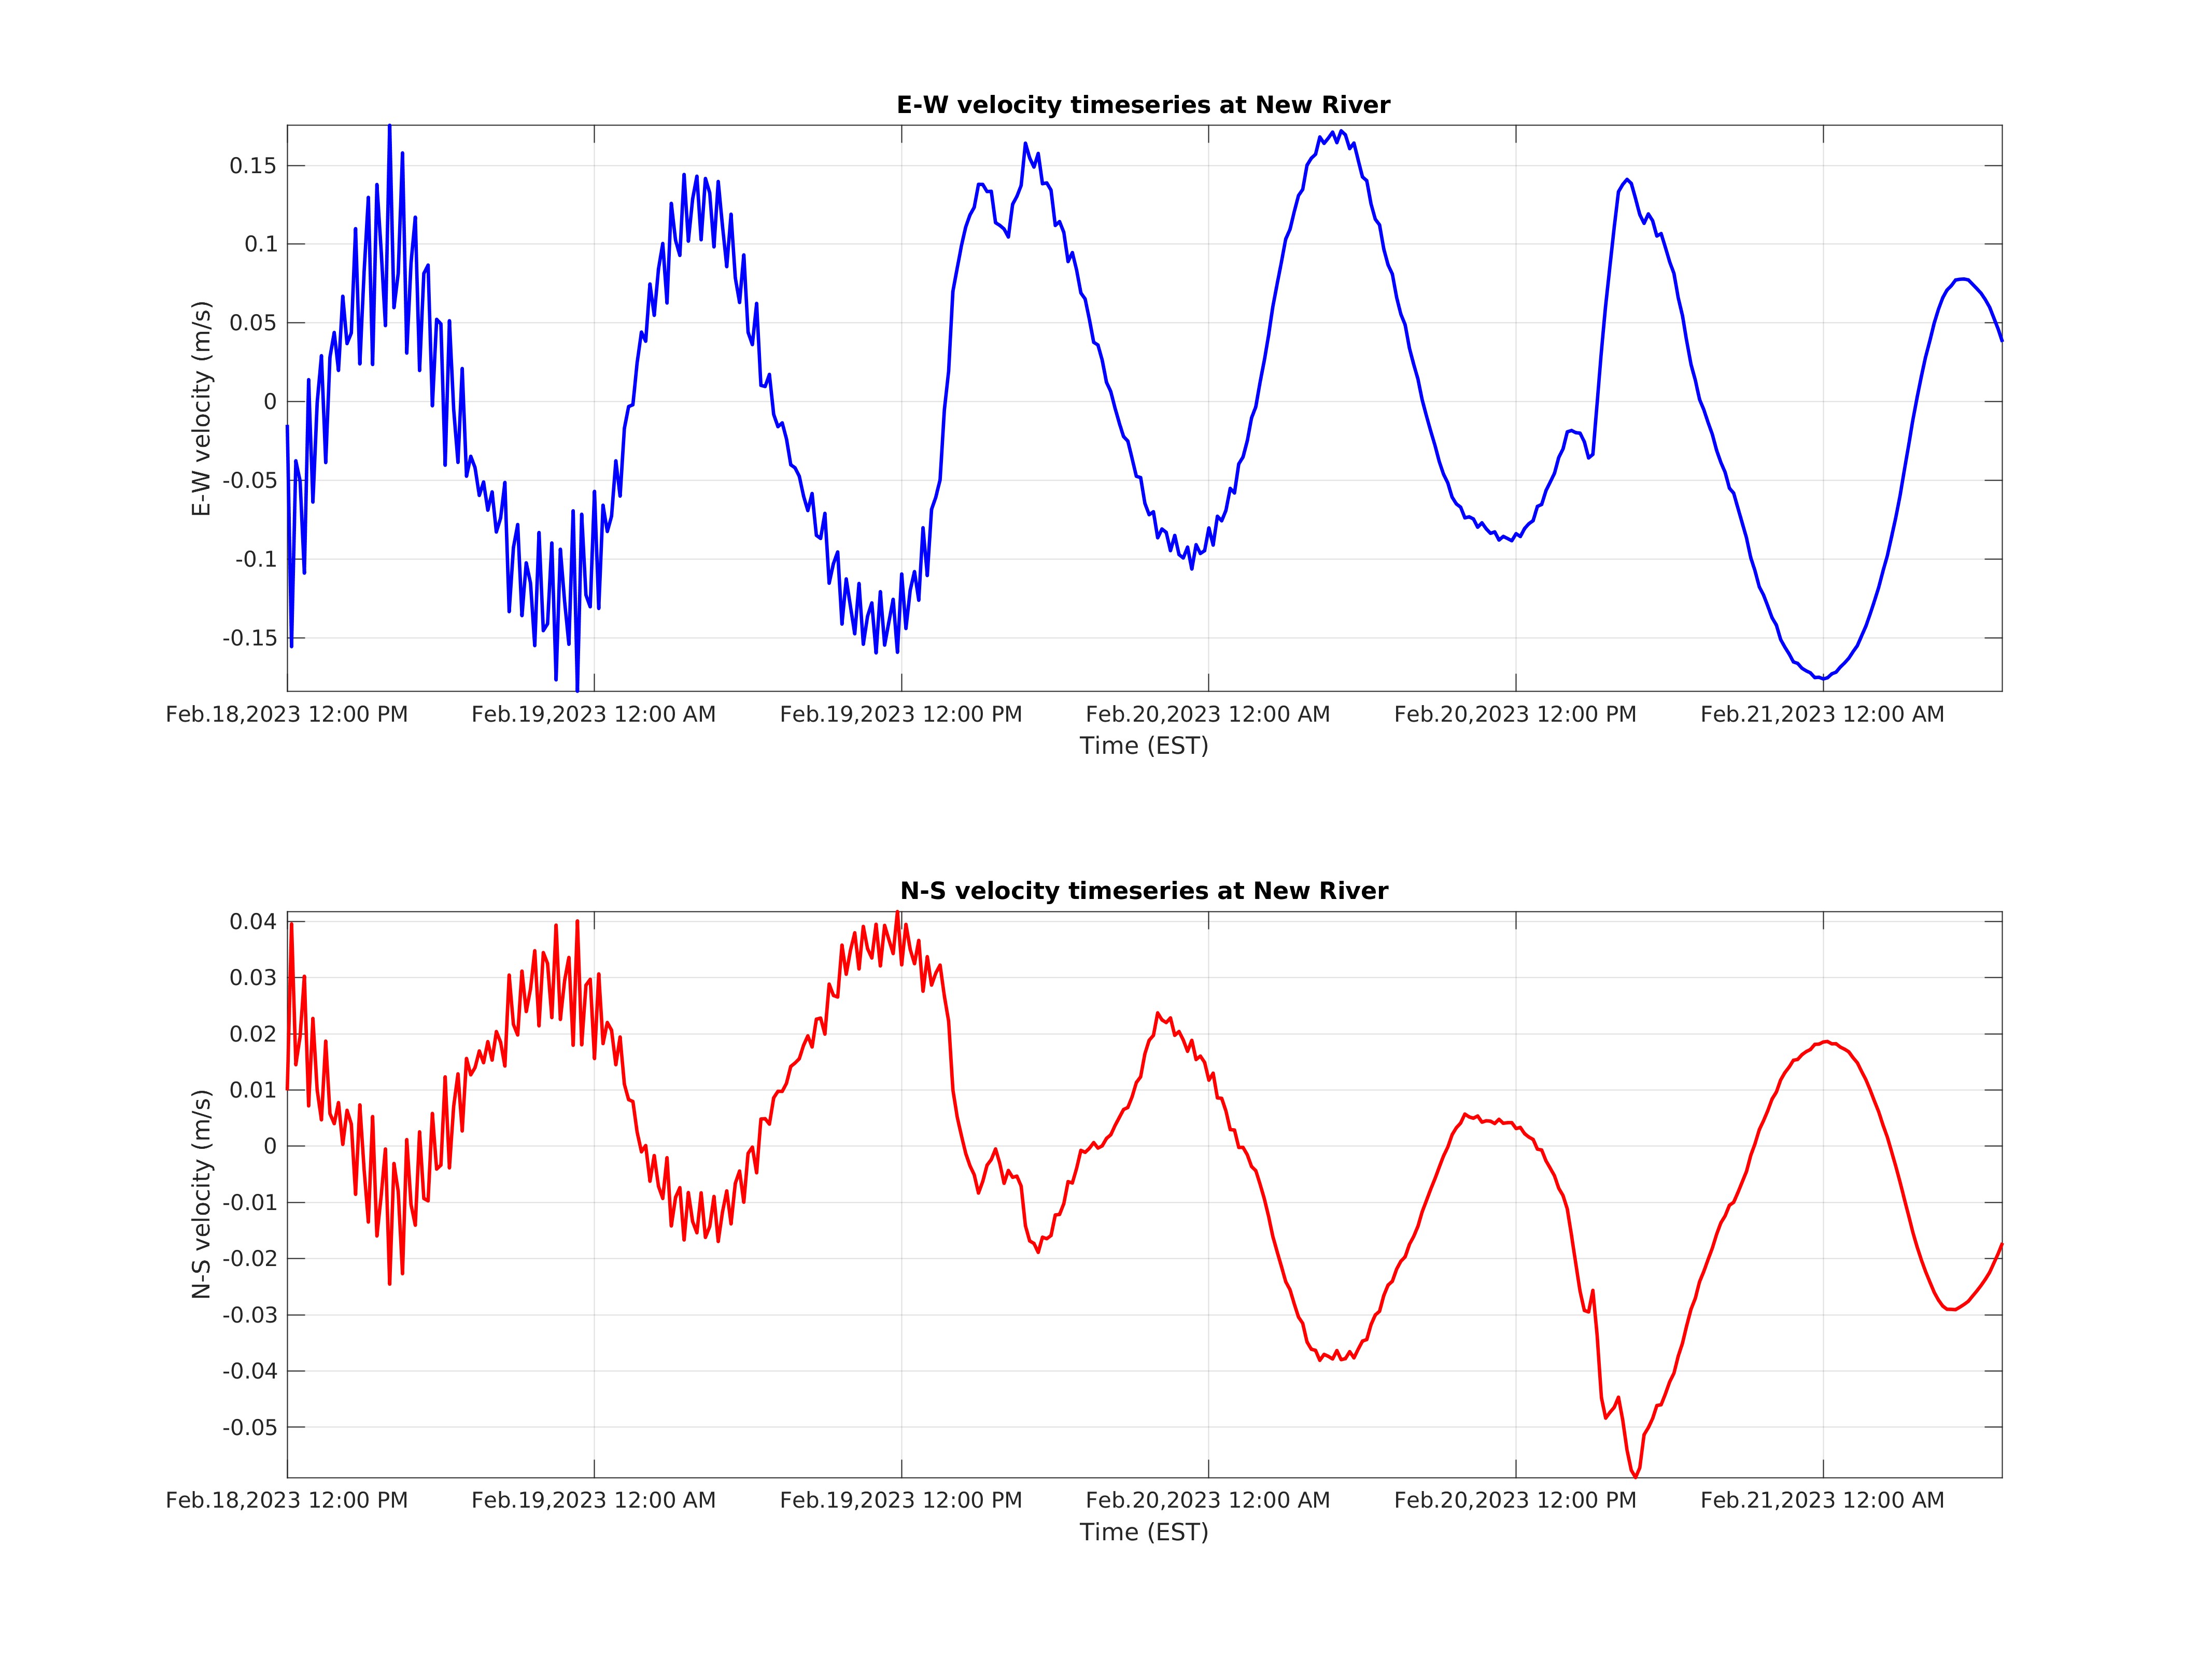 E-W velocity timeseries at New River
E-W velocity (m/s)
0.15
0.1
0.05
0
-0.05
-0.1
-0.15
Feb.18,2023 12:00 PM Feb.19,2023 12:00 AM Feb.19,2023 12:00 PM Feb.20,2023 12:00 AM Feb.20,2023 12:00 PM Feb.21,2023 12:00 AM
Time (EST)
N-S velocity timeseries at New River
N-S velocity (m/s)
0.04
0.03
0.02
0.01
0
-0.01
-0.02
-0.03
-0.04
-0.05
Feb.18,2023 12:00 PM Feb.19,2023 12:00 AM Feb.19,2023 12:00 PM Feb.20,2023 12:00 AM Feb.20,2023 12:00 PM Feb.21,2023 12:00 AM
Time (EST)